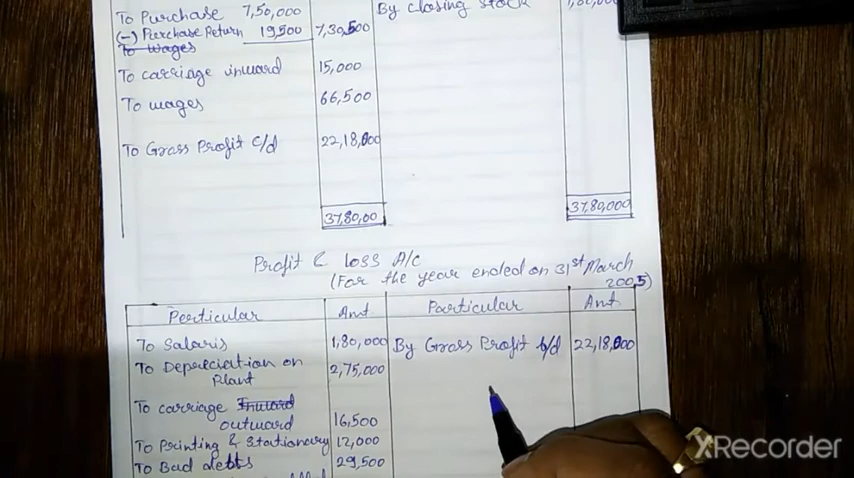 To Purchase 7,50,000
(-) Purchase Return 19,500 7,30,500
To wages
To carriage inward 15,000
To wages 66,500
To Gross Profit c/d 22,18,000
37,80,00
By Closing Stock
37,80,000
Profit & loss A/c
(For the year ended on 31st March
2005)
Perticular Amt Particular Amt
To Salaris 1,80,000 By Gross Profit b/d 22,18,000
To Depreciation on
Plant 2,75,000
To carriage Inward
outward 16,500
To Printing & Stationary 12,000
To Bad debts 29,500
XRecorder